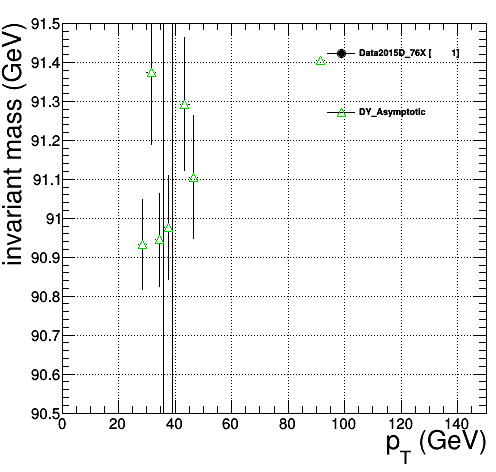 invariant mass (GeV)
91.5
91.4
91.3
91.2
91.1
91
90.9
90.8
90.7
90.6
90.5
Data2015D_76X [ 1]
DY_Asymptotic
0 20 40 60 80 100 120 140
p_T (GeV)